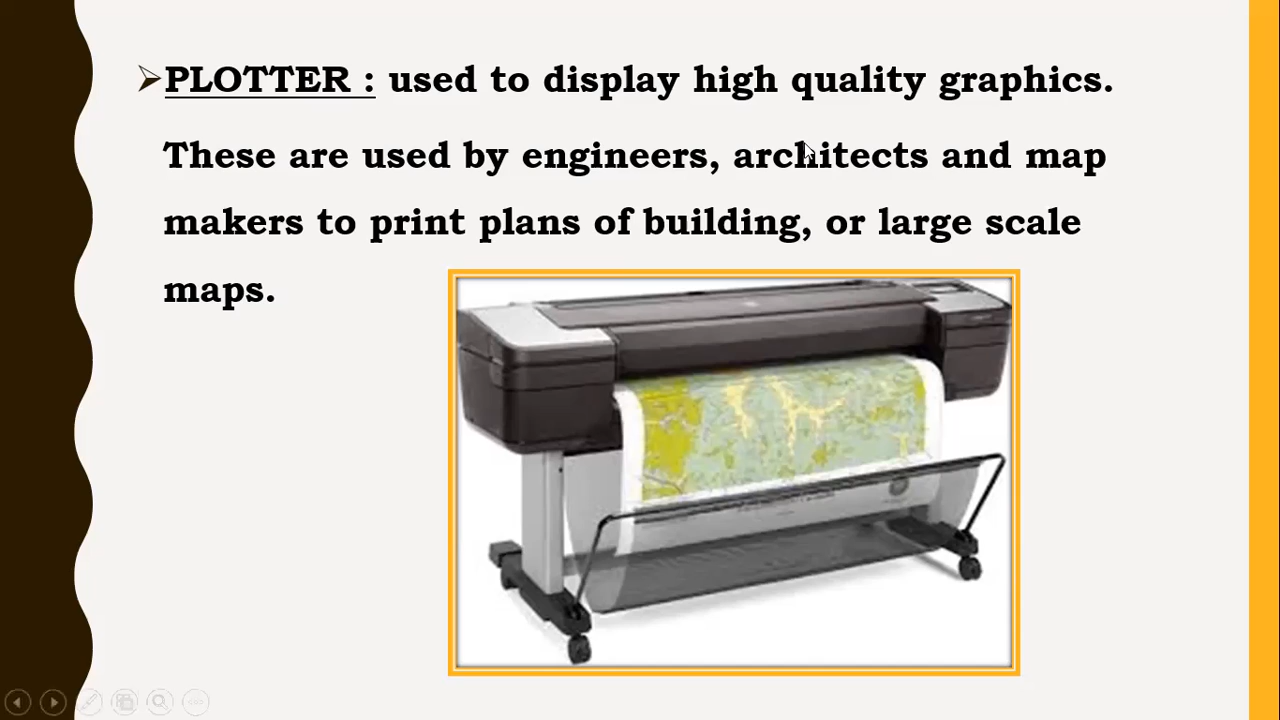 PLOTTER : used to display high quality graphics.
These are used by engineers, architects and map
makers to print plans of building, or large scale
maps.